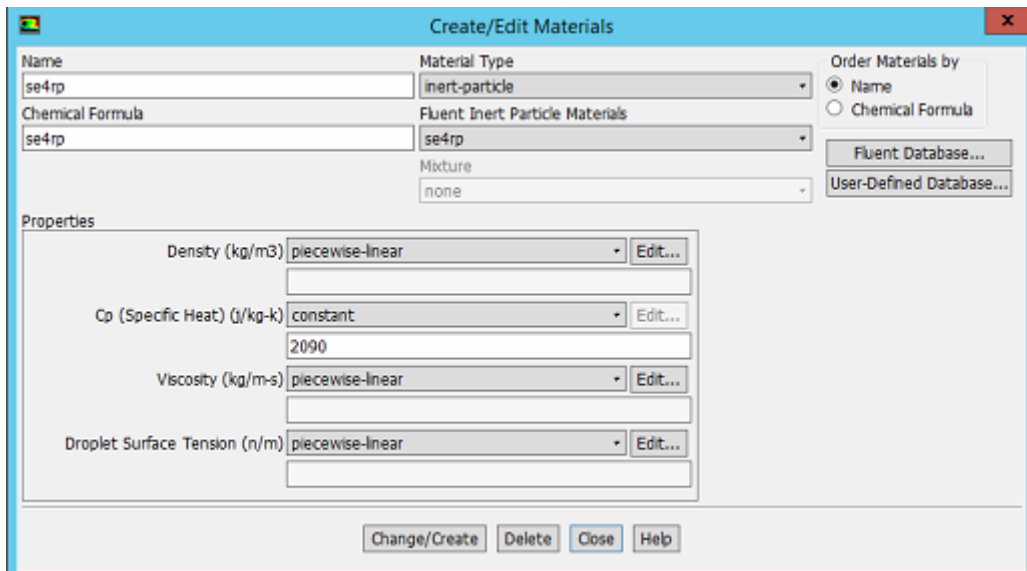 Create/Edit Materials
x
Name
Material Type
Order Materials by
se4rp
inert-particle
Name
Chemical Formula
Fluent Inert Particle Materials
Chemical Formula
se4rp
se4rp
Fluent Database...
Mixture
User-Defined Database...
none
Properties
Density (kg/m3) piecewise-linear Edit...
Cp (Specific Heat) (j/kg-k) constant Edit...
2090
Viscosity (kg/m-s) piecewise-linear Edit...
Droplet Surface Tension (n/m) piecewise-linear Edit...
Change/Create Delete Close Help